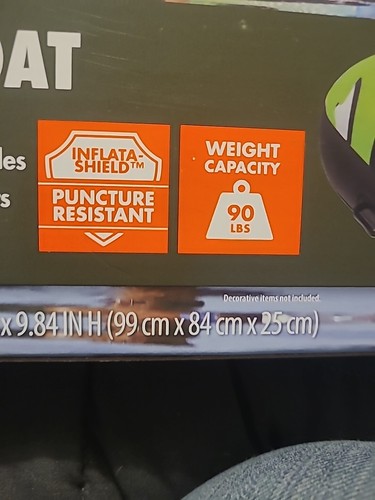 OAT
INFLATA-
SHIELD™
PUNCTURE
RESISTANT
WEIGHT
CAPACITY
90
LBS
Decorative items not included.
x 9.84 IN H (99 cm x 84 cm x 25 cm)